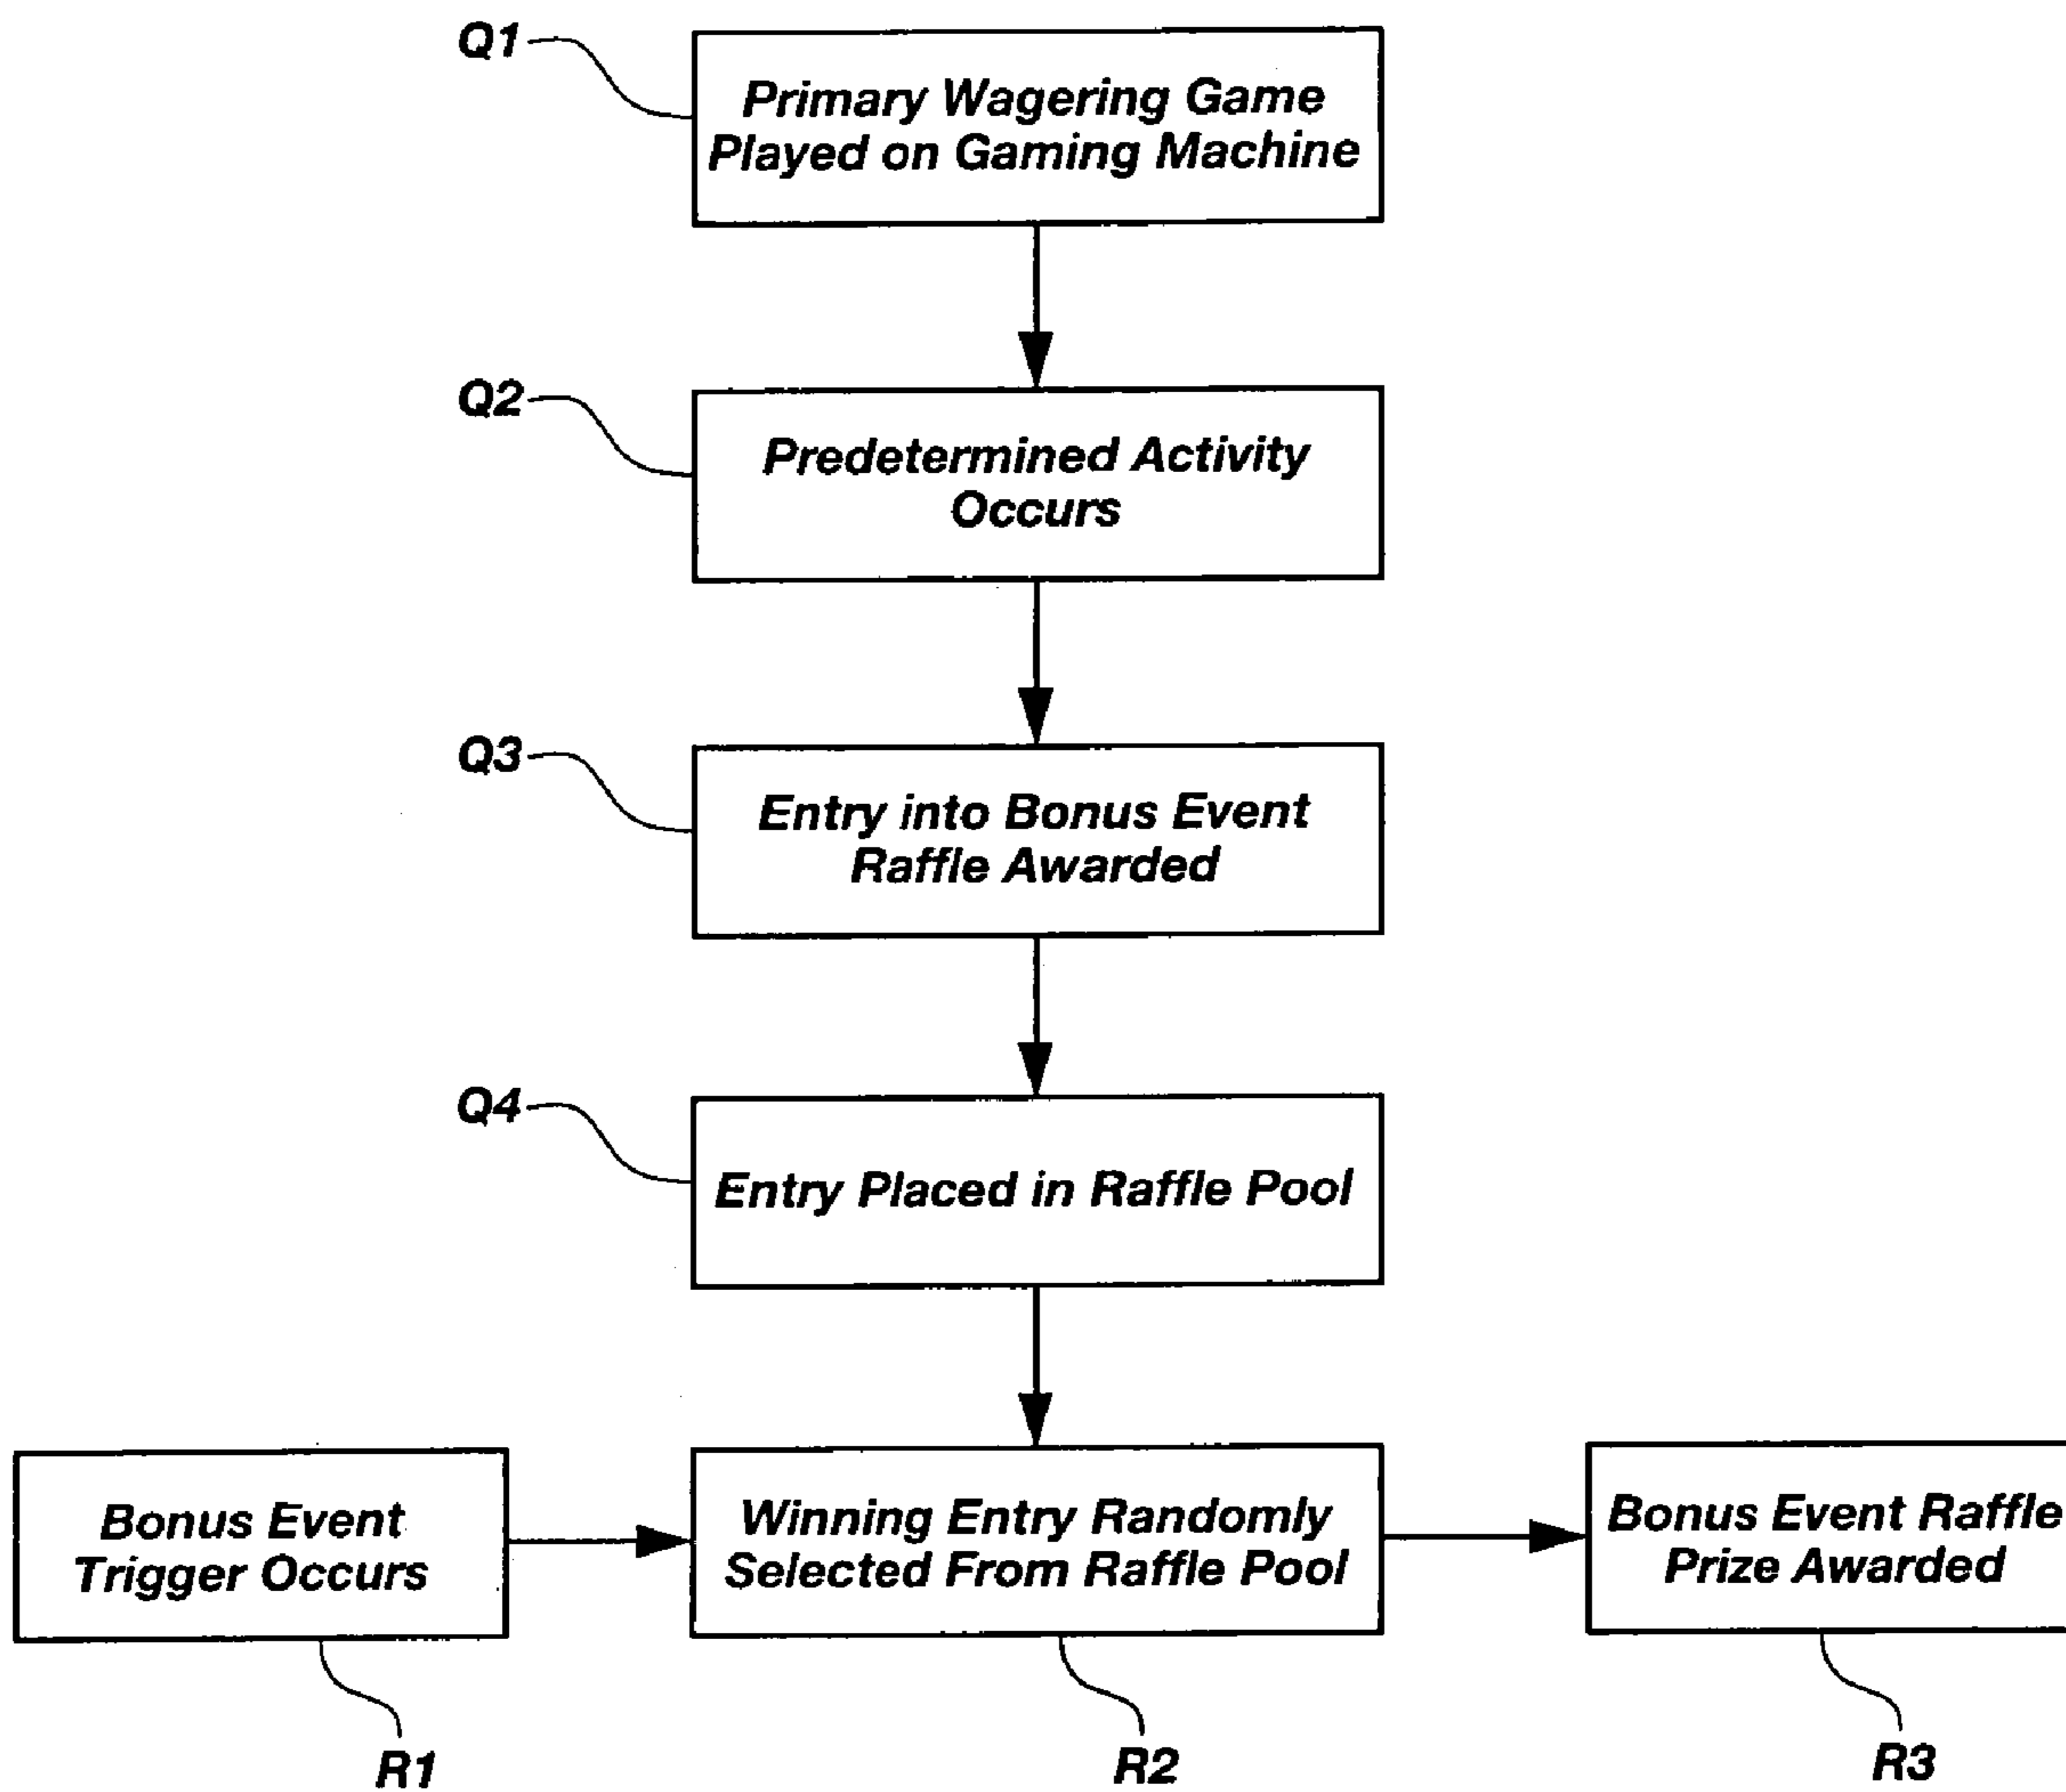 Q1
Primary Wagering Game
Played on Gaming Machine
Q2
Predetermined Activity
Occurs
Q3
Entry into Bonus Event
Raffle Awarded
Q4
Entry Placed in Raffle Pool
Bonus Event
Trigger Occurs
Winning Entry Randomly
Selected From Raffle Pool
Bonus Event Raffle
Prize Awarded
R1
R2
R3